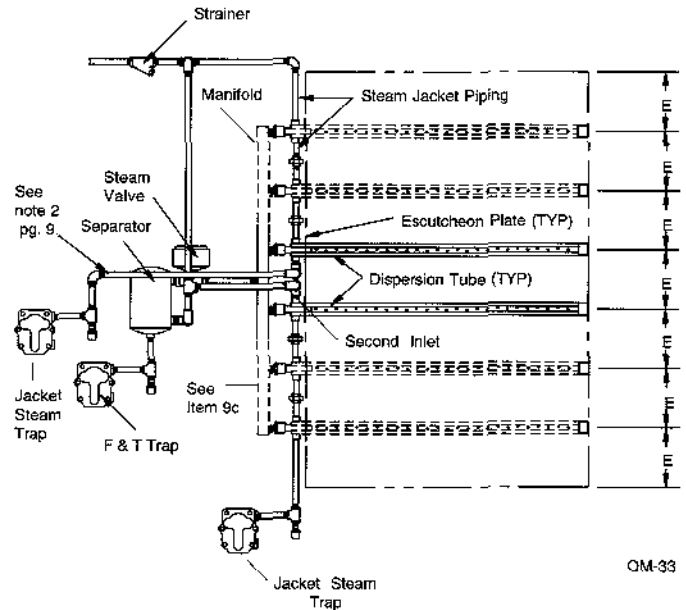 Strainer
Manifold
Steam Jacket Piping
E
See
note 2
pg. 9
Steam
Valve
Separator
E
Escutcheon Plate (TYP)
E
Dispersion Tube (TYP)
E
Second Inlet
Jacket
Steam
Trap
F & T Trap
See
Item 9c
E
E
E
Jacket Steam
Trap
OM-33